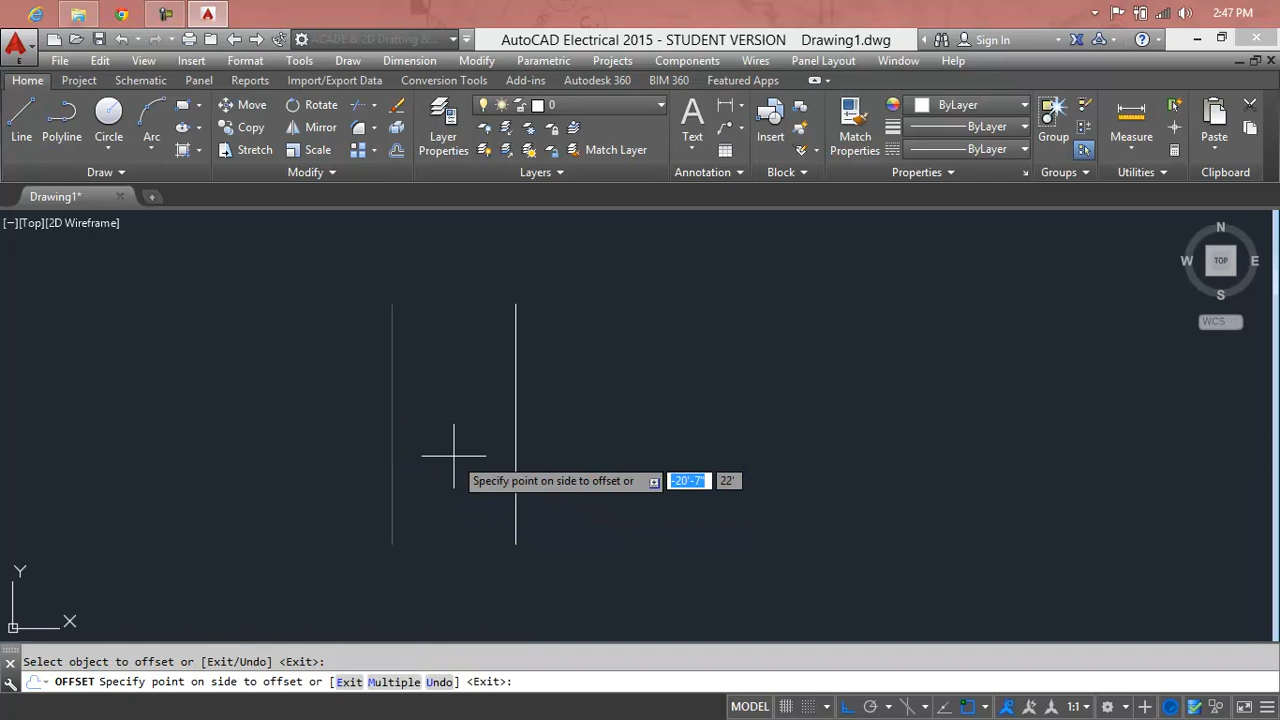 2:47 PM
ACADE & 2D Drafting &
AutoCAD Electrical 2015 - STUDENT VERSION Drawing1.dwg
Sign In
File Edit View Insert Format Tools Draw Dimension Modify Parametric Projects Components Wires Panel Layout Window Help
Home Project Schematic Panel Reports Import/Export Data Conversion Tools Add-ins Autodesk 360 BIM 360 Featured Apps
Line Polyline Circle Arc
Move Rotate
Copy Mirror
Stretch Scale
Layer Properties
0
Match Layer
Text
Insert
Match Properties
ByLayer
ByLayer
ByLayer
Group
Measure
Paste
Draw Modify Layers Annotation Block Properties Groups Utilities Clipboard
Drawing1*
[−][Top][2D Wireframe]
N
W TOP E
S
WCS
Specify point on side to offset or -20'-7" 22'
Y
X
Select object to offset or [Exit/Undo] <Exit>:
OFFSET Specify point on side to offset or [Exit Multiple Undo] <Exit>:
MODEL 1:1